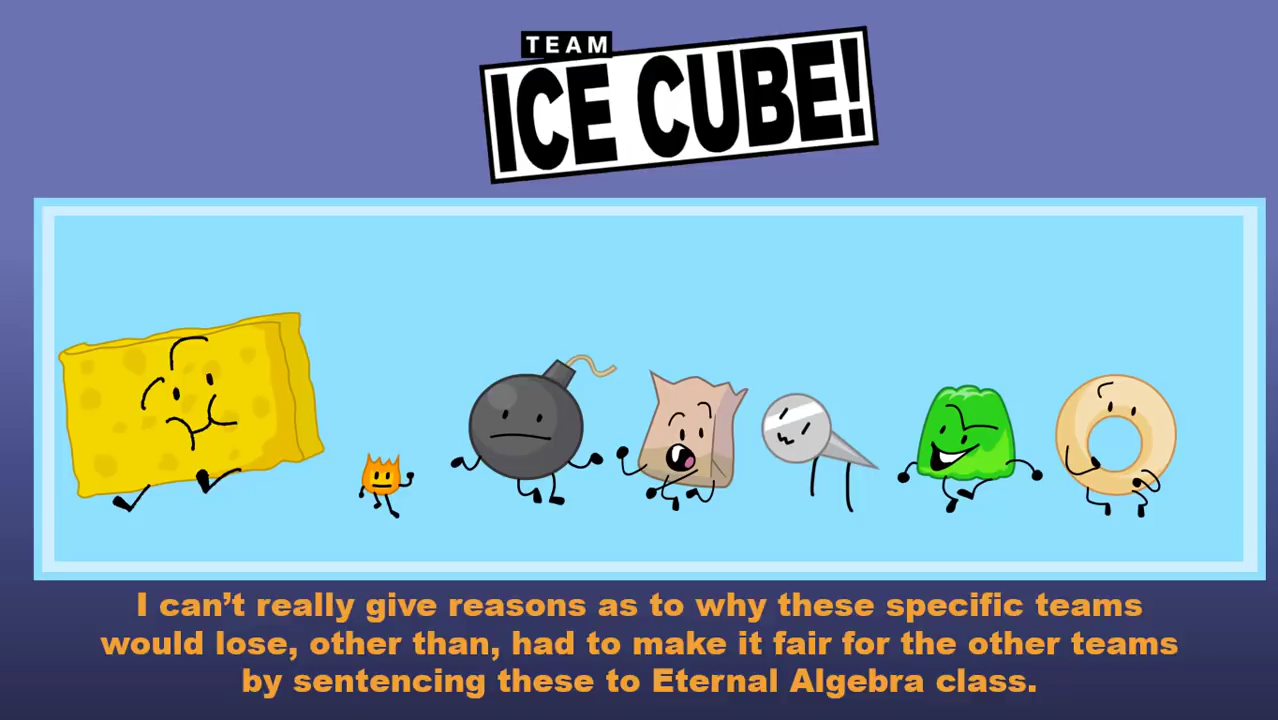 TEAM
ICE CUBE!
I can’t really give reasons as to why these specific teams
would lose, other than, had to make it fair for the other teams
by sentencing these to Eternal Algebra class.